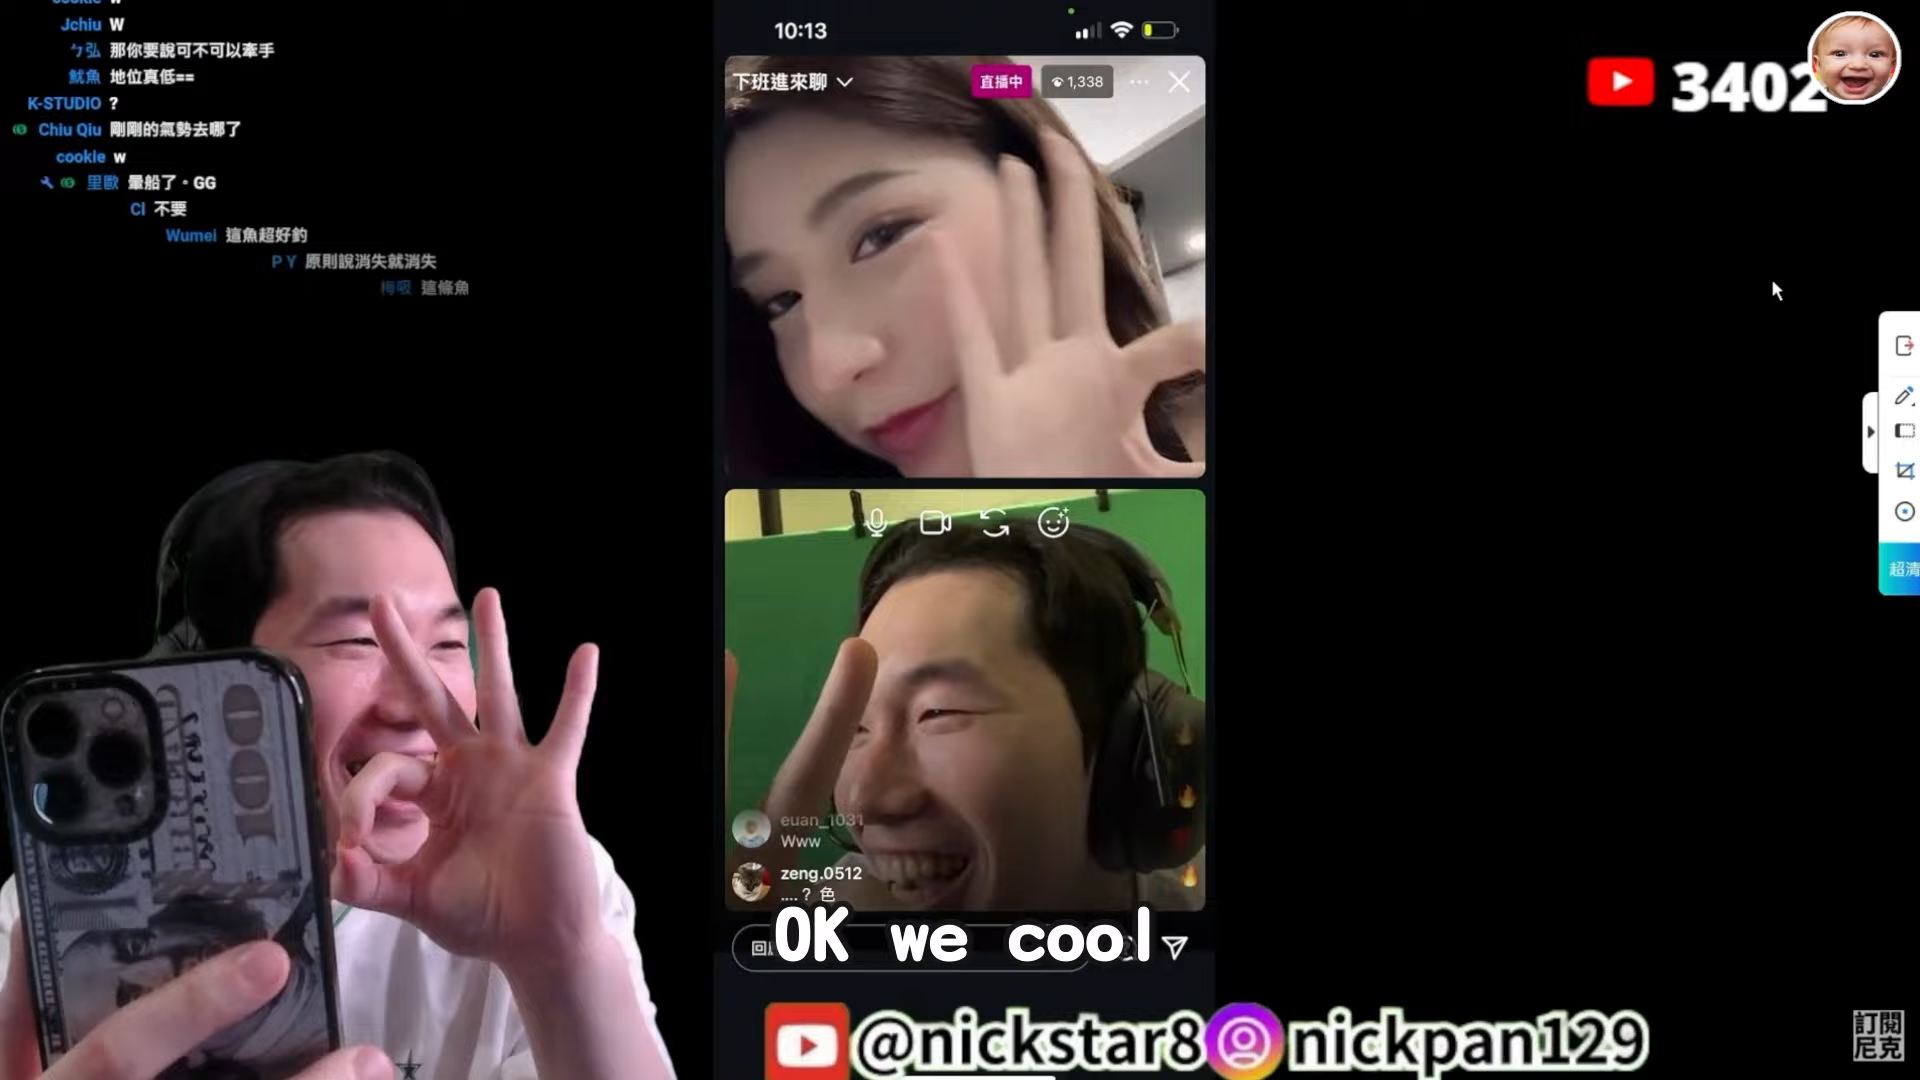 cookie w
Jchiu W
ㄅ弘 那你要說可不可以牽手
魷魚 地位真低==
K-STUDIO ?
Chiu Qiu 剛剛的氣勢去哪了
cookie w
里歐 暈船了。GG
CI 不要
Wumei 這魚超好釣
P Y 原則說消失就消失
這條魚
10:13
下班進來聊
直播中
1,338
3402
超清
euan_1031
Www
zeng.0512
....? 色
OK we cool
@nickstar8
nickpan129
訂閱
尼克
100